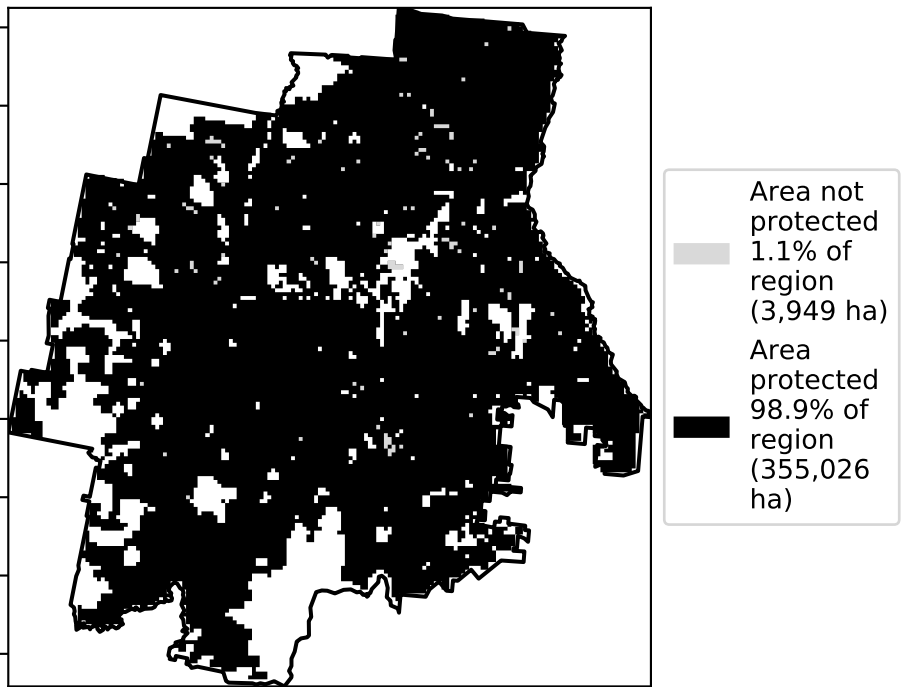 Area not
protected
1.1% of
region
(3,949 ha)
Area
protected
98.9% of
region
(355,026
ha)